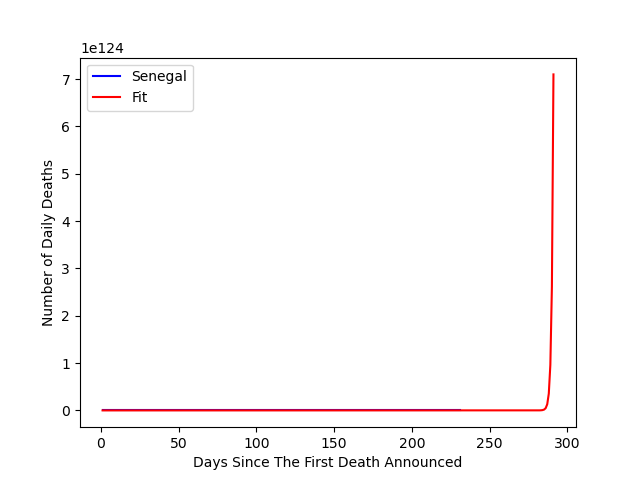 1e124
Senegal
Fit
Number of Daily Deaths
7
6
5
4
3
2
1
0
0 50 100 150 200 250 300
Days Since The First Death Announced